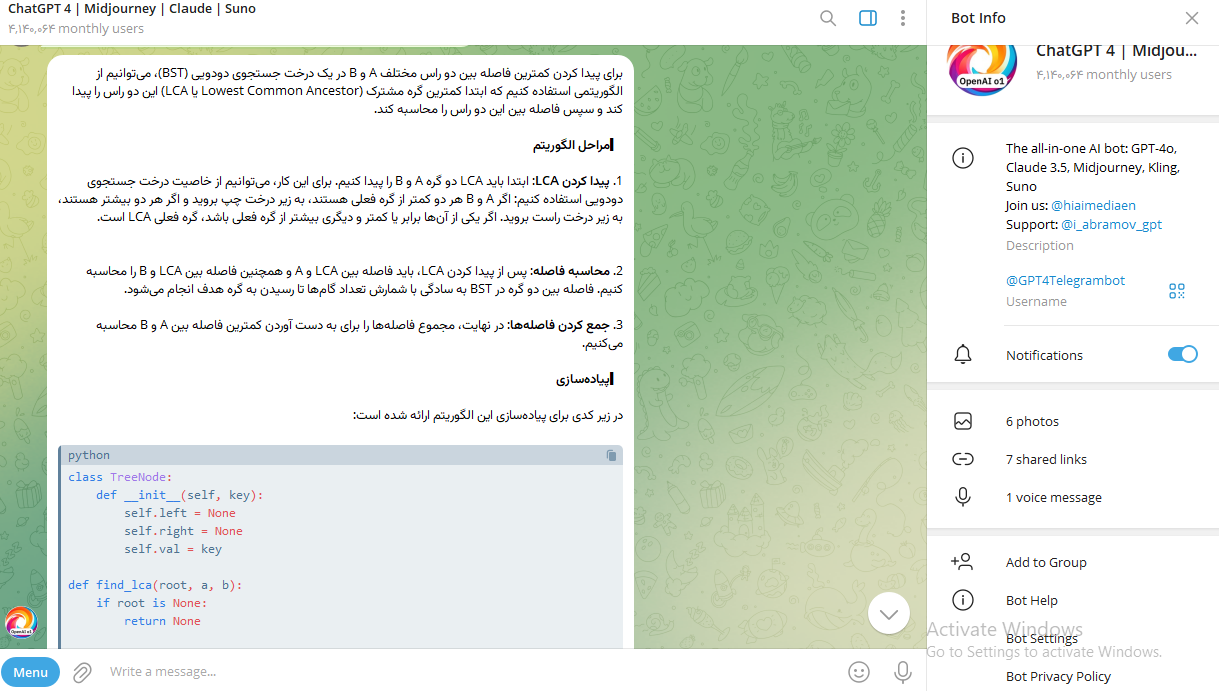 ChatGPT 4 | Midjourney | Claude | Suno
۴,۱۴۰,۰۶۴ monthly users
برای پیدا کردن کمترین فاصله بین دو راس مختلف A و B در یک درخت جستجوی دودویی (BST)، می‌توانیم از
الگوریتمی استفاده کنیم که ابتدا کمترین گره مشترک (Lowest Common Ancestor یا LCA) این دو راس را پیدا
کند و سپس فاصله بین این دو راس را محاسبه کند.
مراحل الگوریتم
1. پیدا کردن LCA: ابتدا باید LCA دو گره A و B را پیدا کنیم. برای این کار، می‌توانیم از خاصیت درخت جستجوی
دودویی استفاده کنیم: اگر A و B هر دو کمتر از گره فعلی هستند، به زیر درخت چپ بروید و اگر هر دو بیشتر هستند،
به زیر درخت راست بروید. اگر یکی از آن‌ها برابر یا کمتر و دیگری بیشتر از گره فعلی باشد، گره فعلی LCA است.
2. محاسبه فاصله: پس از پیدا کردن LCA، باید فاصله بین LCA و A و همچنین فاصله بین LCA و B را محاسبه
کنیم. فاصله بین دو گره در BST به سادگی با شمارش تعداد گام‌ها تا رسیدن به گره هدف انجام می‌شود.
3. جمع کردن فاصله‌ها: در نهایت، مجموع فاصله‌ها را برای به دست آوردن کمترین فاصله بین A و B محاسبه
می‌کنیم.
پیاده‌سازی
در زیر کدی برای پیاده‌سازی این الگوریتم ارائه شده است:
python
class TreeNode:
    def __init__(self, key):
        self.left = None
        self.right = None
        self.val = key
def find_lca(root, a, b):
    if root is None:
        return None
OpenAI o1
Menu
Write a message...
Bot Info
OpenAI o1
ChatGPT 4 | Midjou...
۴,۱۴۰,۰۶۴ monthly users
The all-in-one AI bot: GPT-4o,
Claude 3.5, Midjourney, Kling,
Suno
Join us: @hiaimediaen
Support: @i_abramov_gpt
Description
@GPT4Telegrambot
Username
Notifications
6 photos
7 shared links
1 voice message
Add to Group
Bot Help
Activate Windows
Bot Settings
Go to Settings to activate Windows.
Bot Privacy Policy